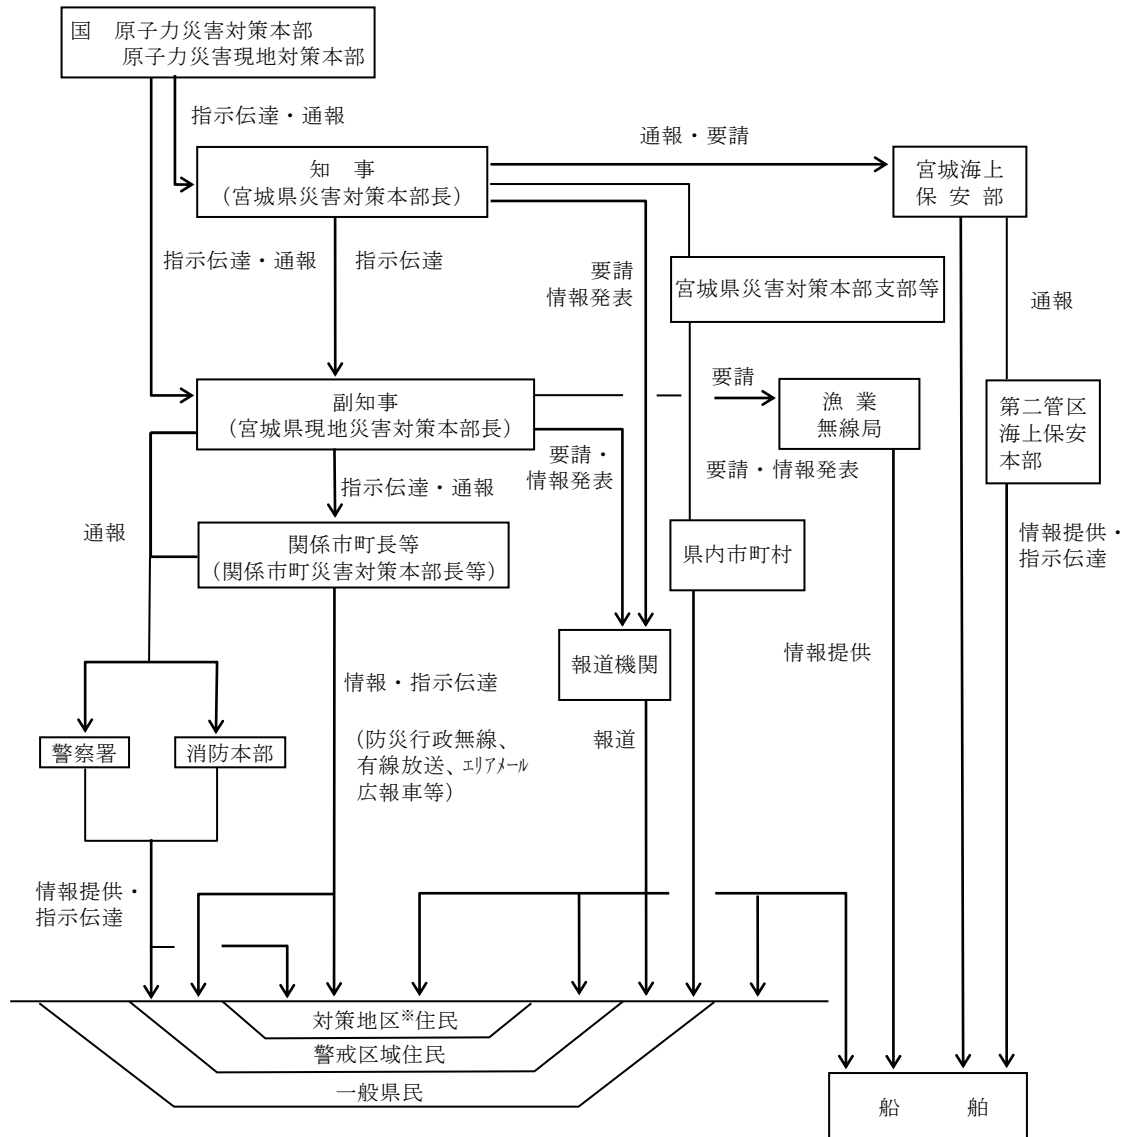 国　原子力災害対策本部
原子力災害現地対策本部
指示伝達・通報
通報・要請
知　事
（宮城県災害対策本部長）
宮城海上
保 安 部
指示伝達・通報
指示伝達
要請
情報発表
宮城県災害対策本部支部等
通報
副知事
（宮城県現地災害対策本部長）
要請
漁 業
無線局
第二管区
海上保安
本部
要請・
情報発表
要請・情報発表
指示伝達・通報
通報
関係市町長等
（関係市町災害対策本部長等）
県内市町村
情報提供・
指示伝達
報道機関
情報提供
情報・指示伝達
（防災行政無線、
有線放送、ｴﾘｱﾒｰﾙ
広報車等）
報道
警察署
消防本部
情報提供・
指示伝達
対策地区※住民
警戒区域住民
一般県民
船　　舶